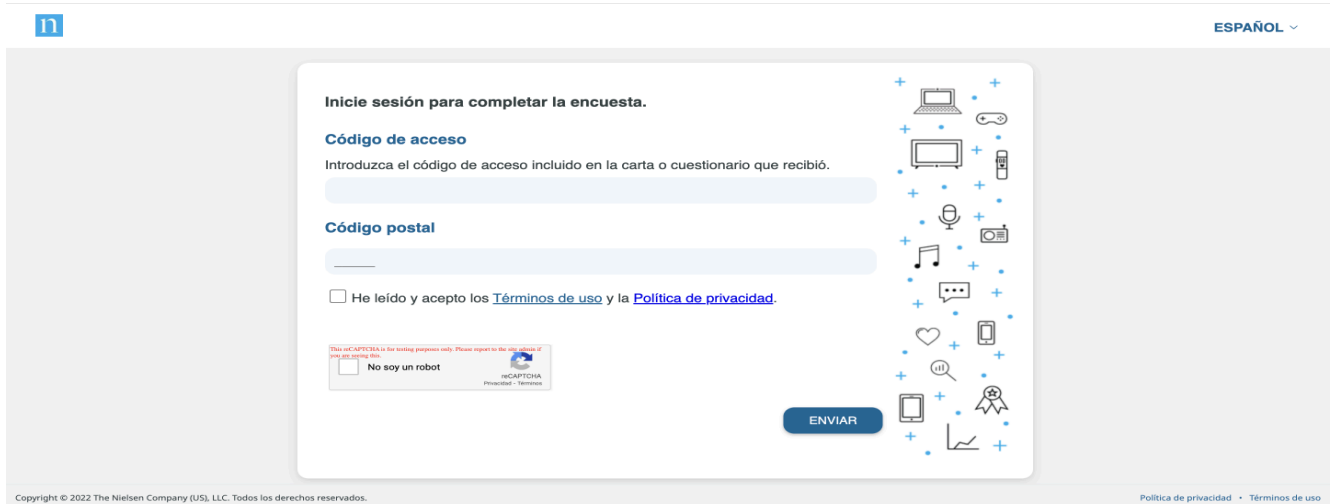 n
ESPAÑOL
Inicie sesión para completar la encuesta.
Código de acceso
Introduzca el código de acceso incluido en la carta o cuestionario que recibió.
Código postal
_____
He leído y acepto los Términos de uso y la Política de privacidad.
This reCAPTCHA is for testing purposes only. Please report to the site admin if
you are seeing this.
No soy un robot
reCAPTCHA
Privacidad - Términos
ENVIAR
Copyright © 2022 The Nielsen Company (US), LLC. Todos los derechos reservados.
Política de privacidad • Términos de uso